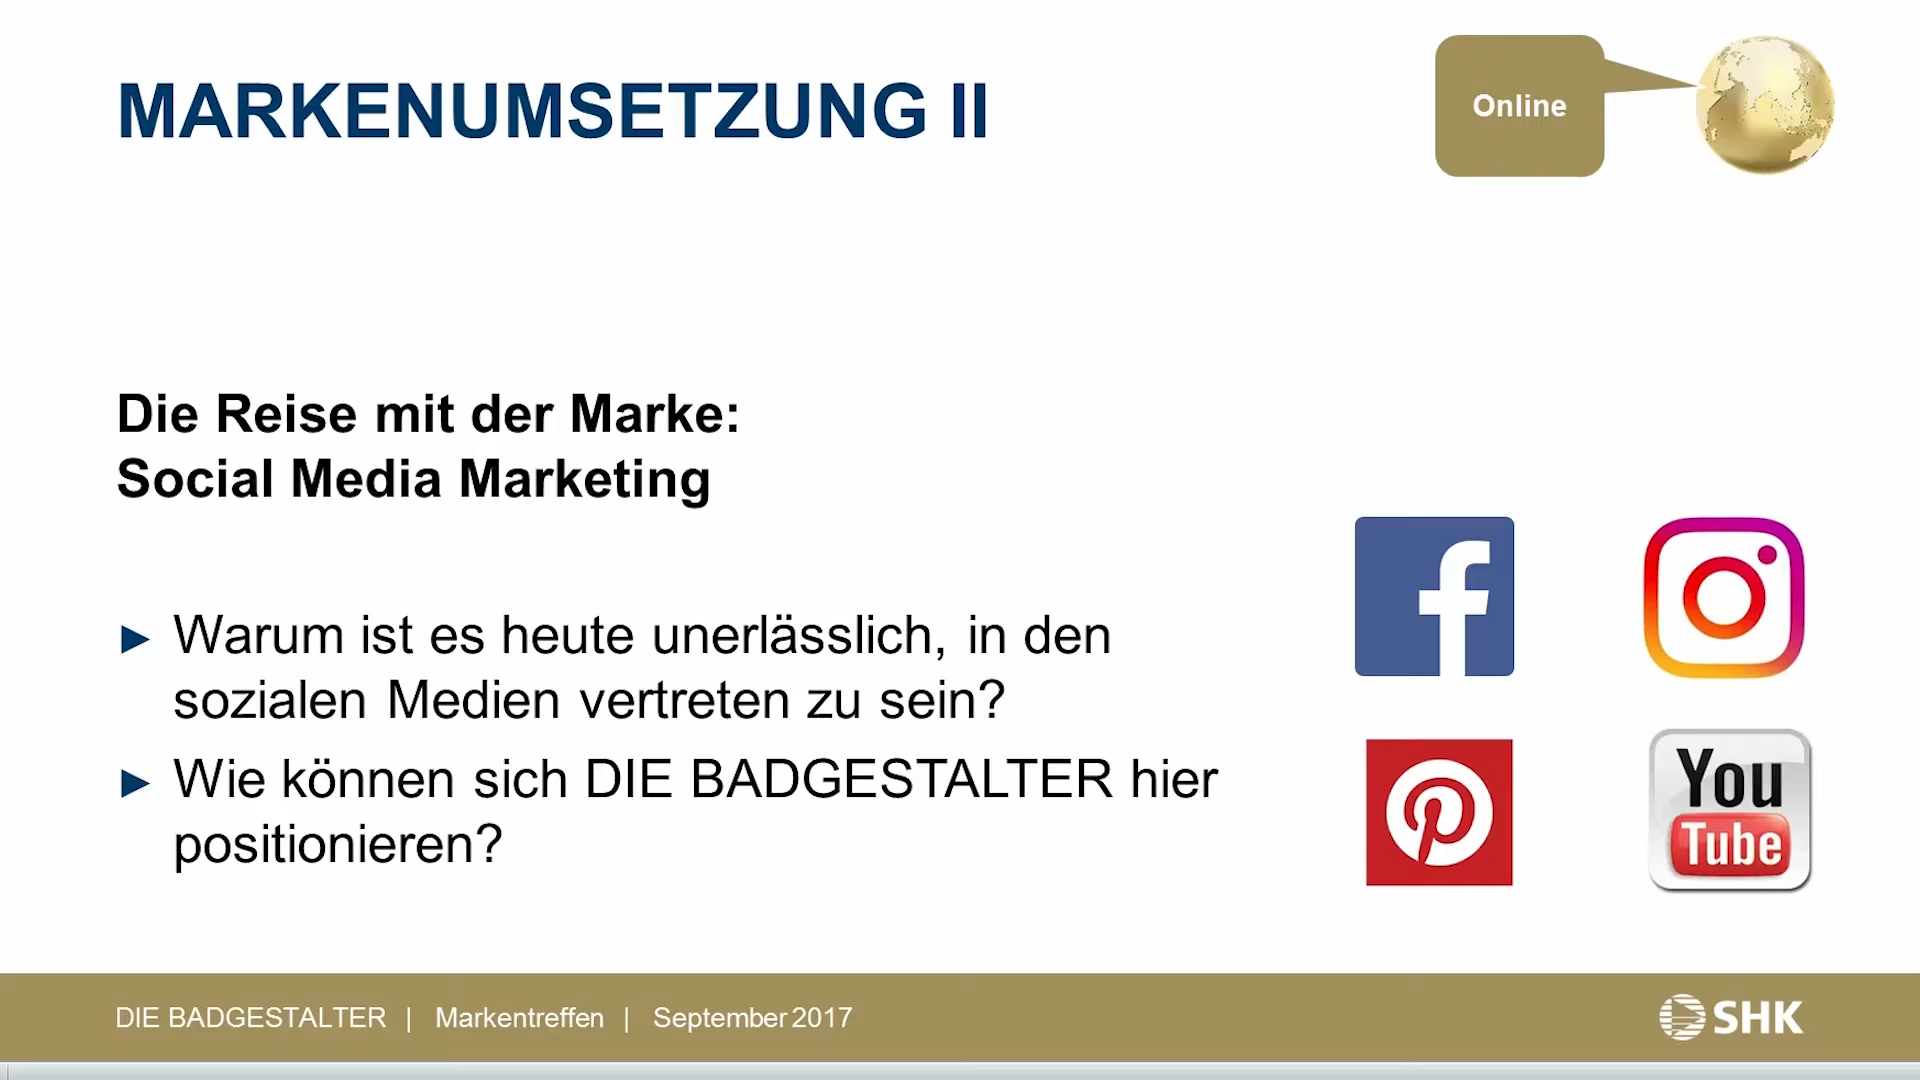 MARKENUMSETZUNG II
Online
Die Reise mit der Marke:
Social Media Marketing
► Warum ist es heute unerlässlich, in den
sozialen Medien vertreten zu sein?
► Wie können sich DIE BADGESTALTER hier
positionieren?
You
Tube
DIE BADGESTALTER | Markentreffen | September 2017
SHK